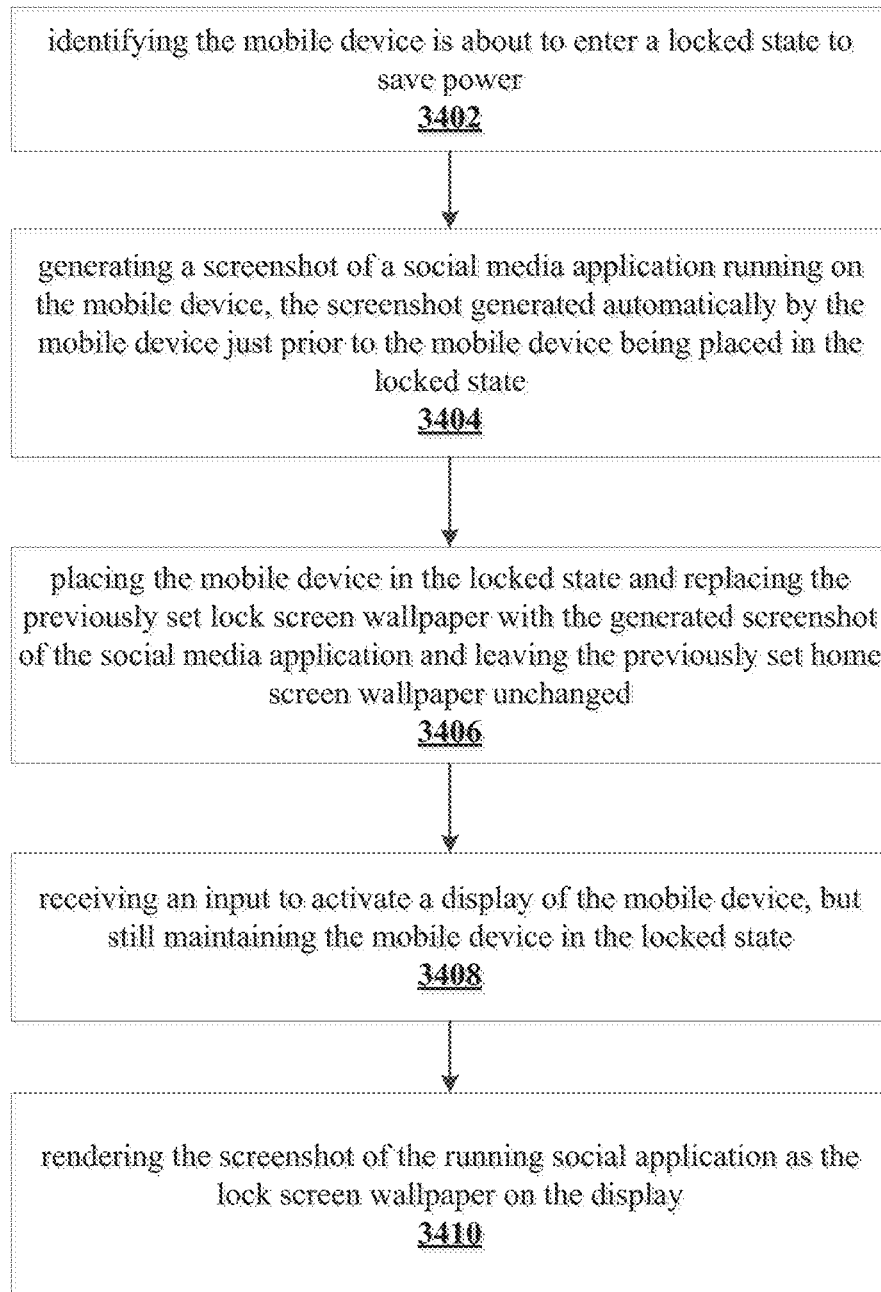 identifying the mobile device is about to enter a locked state to
save power
3402
generating a screenshot of a social media application running on
the mobile device, the screenshot generated automatically by the
mobile device just prior to the mobile device being placed in the
locked state
3404
placing the mobile device in the locked state and replacing the
previously set lock screen wallpaper with the generated screenshot
of the social media application and leaving the previously set home
screen wallpaper unchanged
3406
receiving an input to activate a display of the mobile device, but
still maintaining the mobile device in the locked state
3408
rendering the screenshot of the running social application as the
lock screen wallpaper on the display
3410